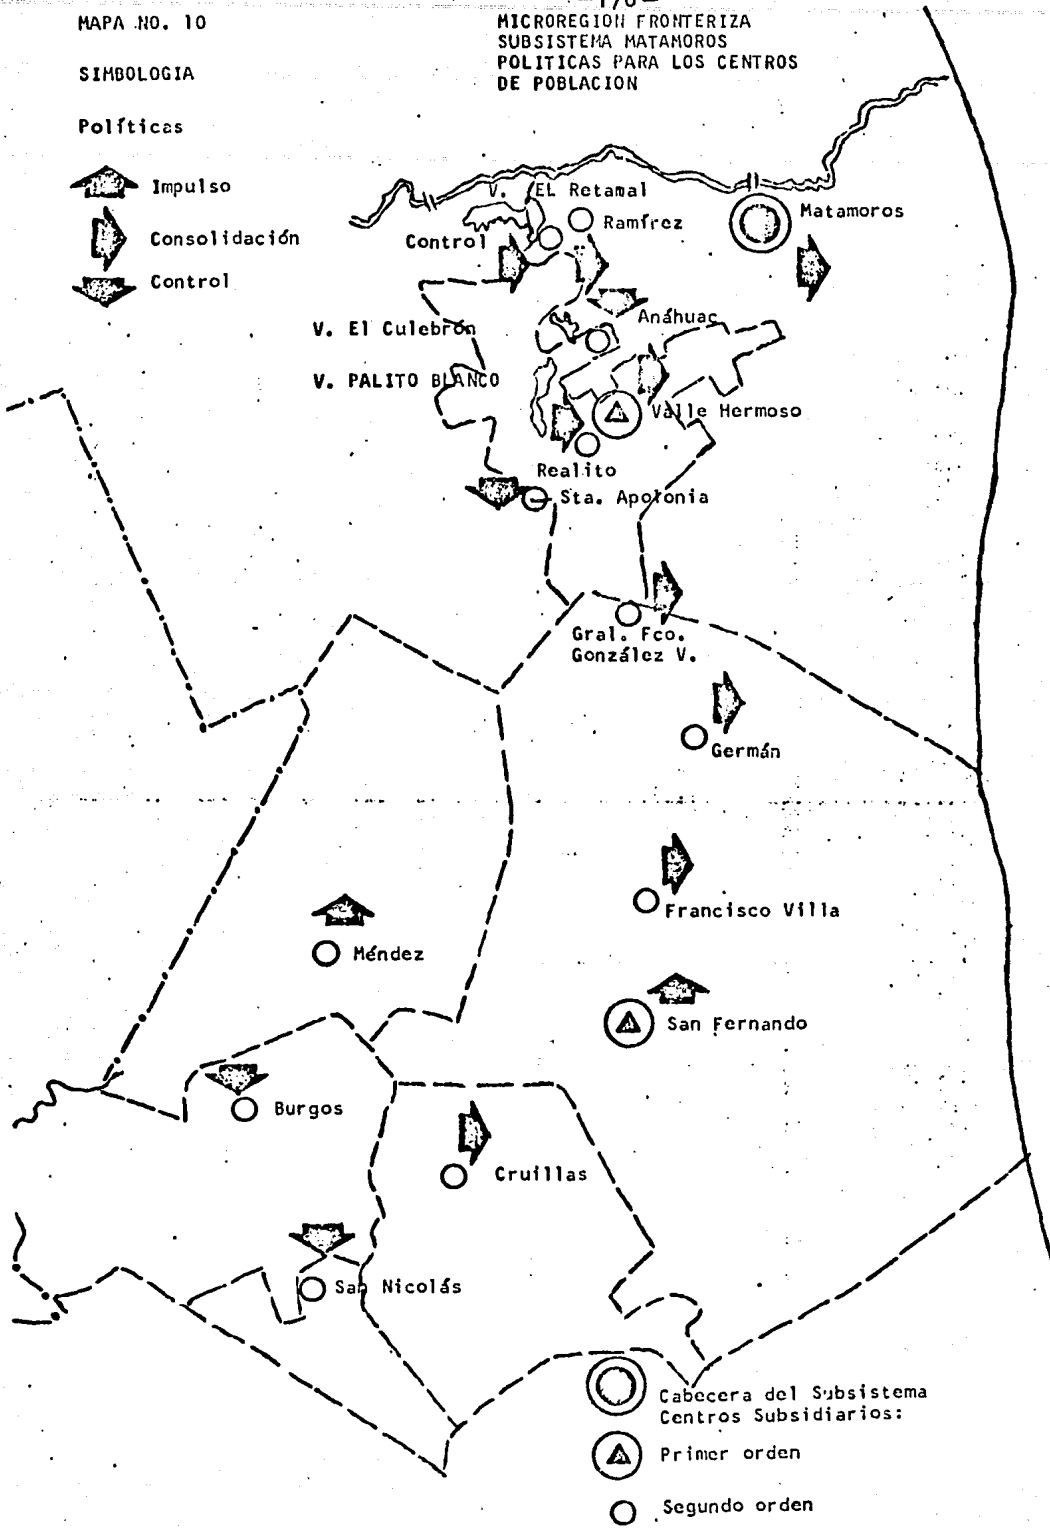 MAPA NO. 10
SIMBOLOGIA
Políticas
Impulso
Consolidación
Control
-170-
MICROREGION FRONTERIZA
SUBSISTEMA MATAMOROS
POLITICAS PARA LOS CENTROS
DE POBLACION
V. EL Retamal
Ramírez
Matamoros
Control
Anáhuac
V. El Culebrón
V. PALITO BLANCO
Valle Hermoso
Realito
Sta. Apolonia
Gral. Fco.
González V.
Germán
Francisco Villa
Méndez
San Fernando
Burgos
Cruillas
San Nicolás
Cabecera del Subsistema
Centros Subsidiarios:
Primer orden
Segundo orden